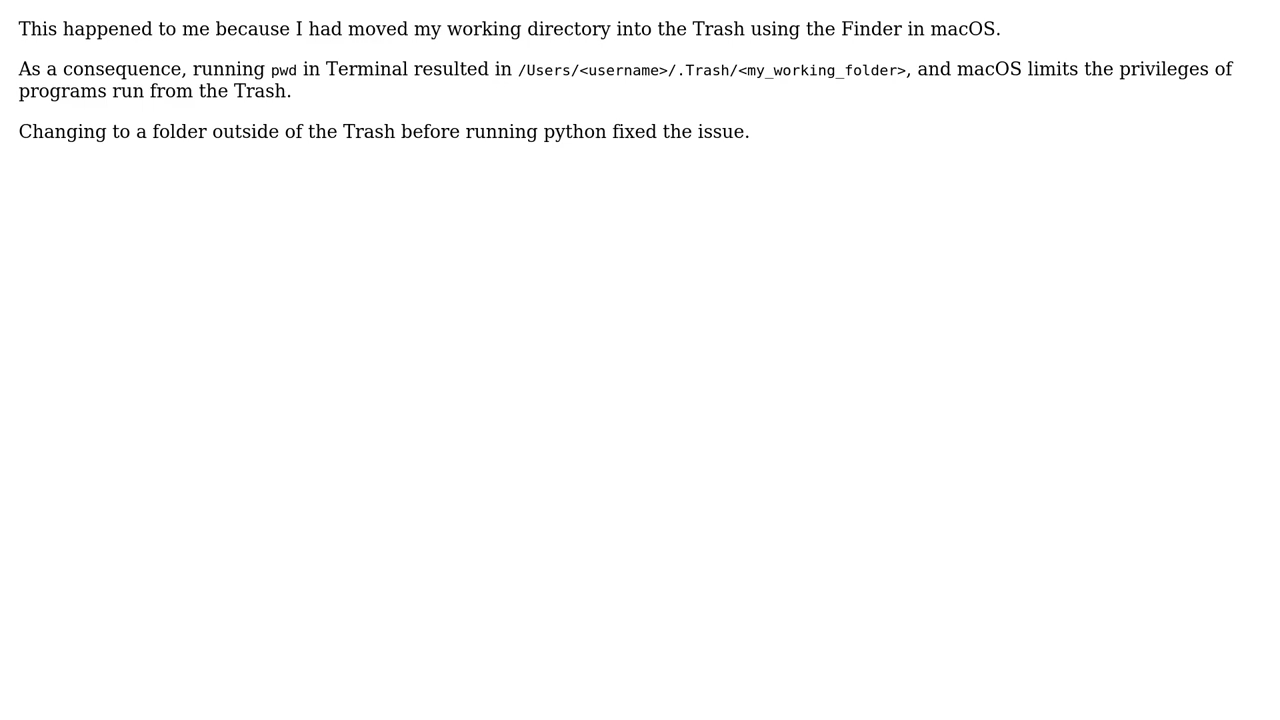 This happened to me because I had moved my working directory into the Trash using the Finder in macOS.
As a consequence, running pwd in Terminal resulted in /Users/<username>/.Trash/<my_working_folder>, and macOS limits the privileges of
programs run from the Trash.
Changing to a folder outside of the Trash before running python fixed the issue.